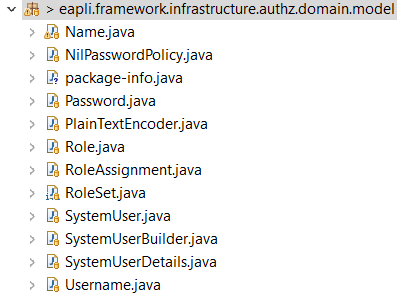 > eapli.framework.infrastructure.authz.domain.model
Name.java
NilPasswordPolicy.java
package-info.java
Password.java
PlainTextEncoder.java
Role.java
RoleAssignment.java
RoleSet.java
SystemUser.java
SystemUserBuilder.java
SystemUserDetails.java
Username.java